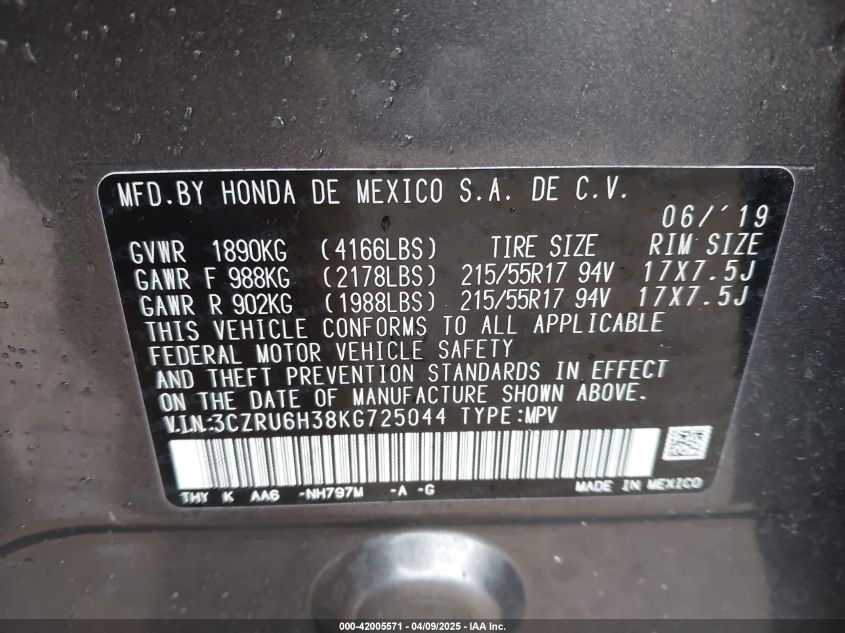 MFD.BY HONDA DE MEXICO S.A. DE C.V.
06/'19
GVWR 1890KG (4166LBS) TIRE SIZE RIM SIZE
GAWR F 988KG (2178LBS) 215/55R17 94V 17X7.5J
GAWR R 902KG (1988LBS) 215/55R17 94V 17X7.5J
THIS VEHICLE CONFORMS TO ALL APPLICABLE
FEDERAL MOTOR VEHICLE SAFETY
AND THEFT PREVENTION STANDARDS IN EFFECT
ON THE DATE OF MANUFACTURE SHOWN ABOVE.
V.I.N.:3CZRU6H38KG725044 TYPE:MPV
THY K AA6 -NH797M -A -G MADE IN MEXICO
000-42005571 - 04/09/2025 - IAA Inc.